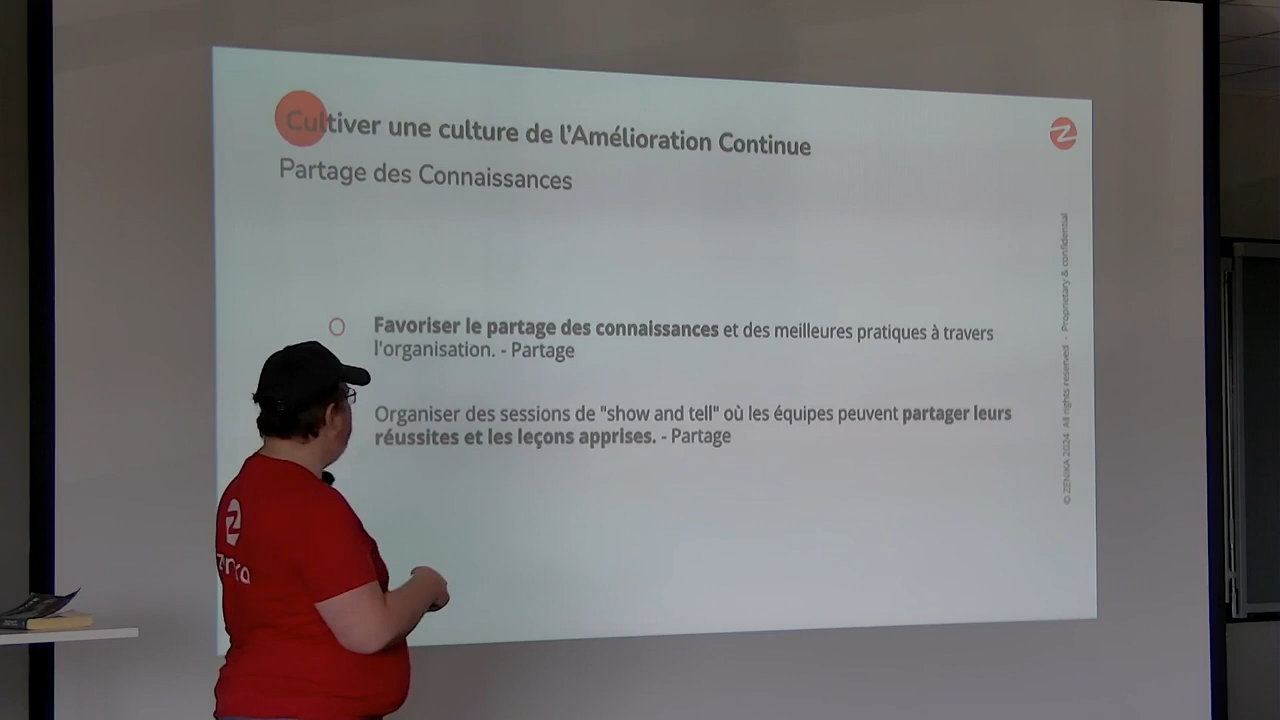 Cultiver une culture de l'Amélioration Continue
Partage des Connaissances
Favoriser le partage des connaissances et des meilleures pratiques à travers
l'organisation. - Partage
Organiser des sessions de "show and tell" où les équipes peuvent partager leurs
réussites et les leçons apprises. - Partage
© ZENIKA 2024 All rights reserved - Proprietary & confidential
zenika